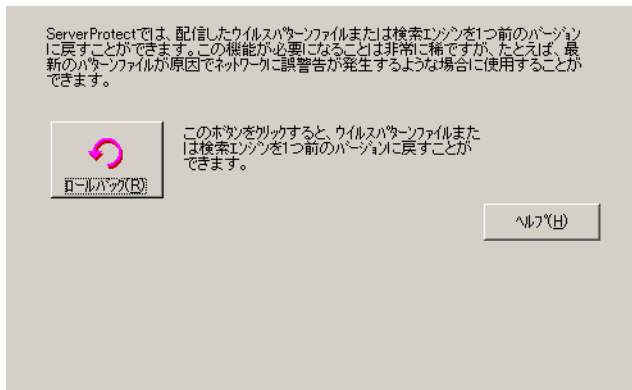 ServerProtectでは、配信したウイルスパターンファイルまたは検索エンジンを1つ前のバージョン
に戻すことができます。この機能が必要になることは非常に稀ですが、たとえば、最
新のパターンファイルが原因でネットワークに誤警告が発生するような場合に使用することが
できます。
このボタンをクリックすると、ウイルスパターンファイルまた
は検索エンジンを1つ前のバージョンに戻すことが
できます。
ロールバック(R)
ヘルプ(H)